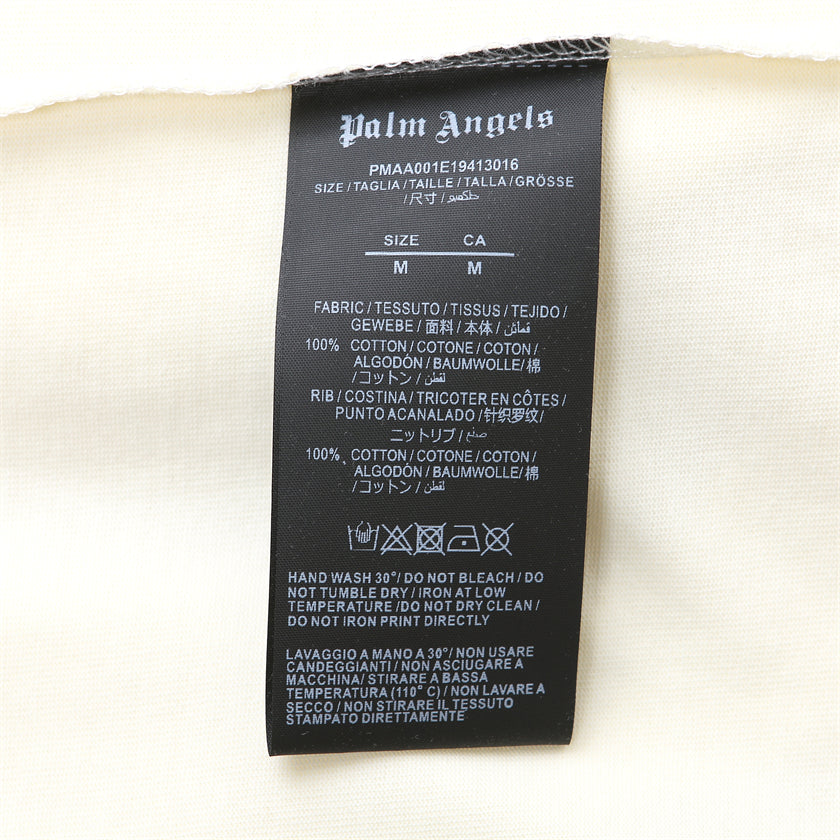 Palm Angels
PMAA001E19413016
SIZE / TAGLIA / TAILLE / TALLA / GRÖSSE
/ 尺寸 /
SIZE CA
M M
FABRIC / TESSUTO / TISSUS / TEJIDO /
GEWEBE / 面料 / 本体 /
100% COTTON / COTONE / COTON /
ALGODÓN / BAUMWOLLE / 棉
/ コットン /
RIB / COSTINA / TRICOTER EN CÔTES /
PUNTO ACANALADO / 针织罗纹 /
ニットリブ /
100% COTTON / COTONE / COTON /
ALGODÓN / BAUMWOLLE / 棉
/ コットン /
HAND WASH 30°/ DO NOT BLEACH / DO
NOT TUMBLE DRY / IRON AT LOW
TEMPERATURE /DO NOT DRY CLEAN /
DO NOT IRON PRINT DIRECTLY
LAVAGGIO A MANO A 30°/ NON USARE
CANDEGGIANTI / NON ASCIUGARE A
MACCHINA/ STIRARE A BASSA
TEMPERATURA (110° C) / NON LAVARE A
SECCO / NON STIRARE IL TESSUTO
STAMPATO DIRETTAMENTE